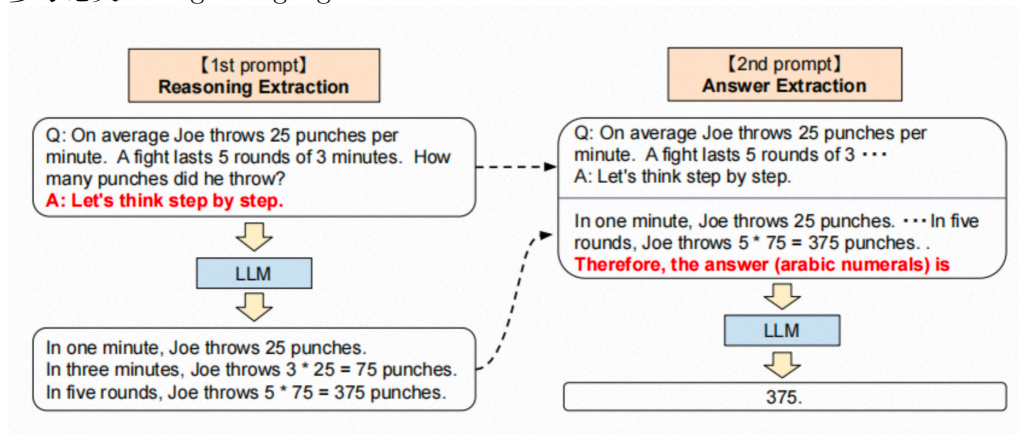 【1st prompt】
Reasoning Extraction
Q: On average Joe throws 25 punches per
minute. A fight lasts 5 rounds of 3 minutes. How
many punches did he throw?
A: Let's think step by step.
LLM
In one minute, Joe throws 25 punches.
In three minutes, Joe throws 3 * 25 = 75 punches.
In five rounds, Joe throws 5 * 75 = 375 punches.
【2nd prompt】
Answer Extraction
Q: On average Joe throws 25 punches per
minute. A fight lasts 5 rounds of 3 ･･･
A: Let's think step by step.
In one minute, Joe throws 25 punches. ･･･In five
rounds, Joe throws 5 * 75 = 375 punches. .
Therefore, the answer (arabic numerals) is
LLM
375.